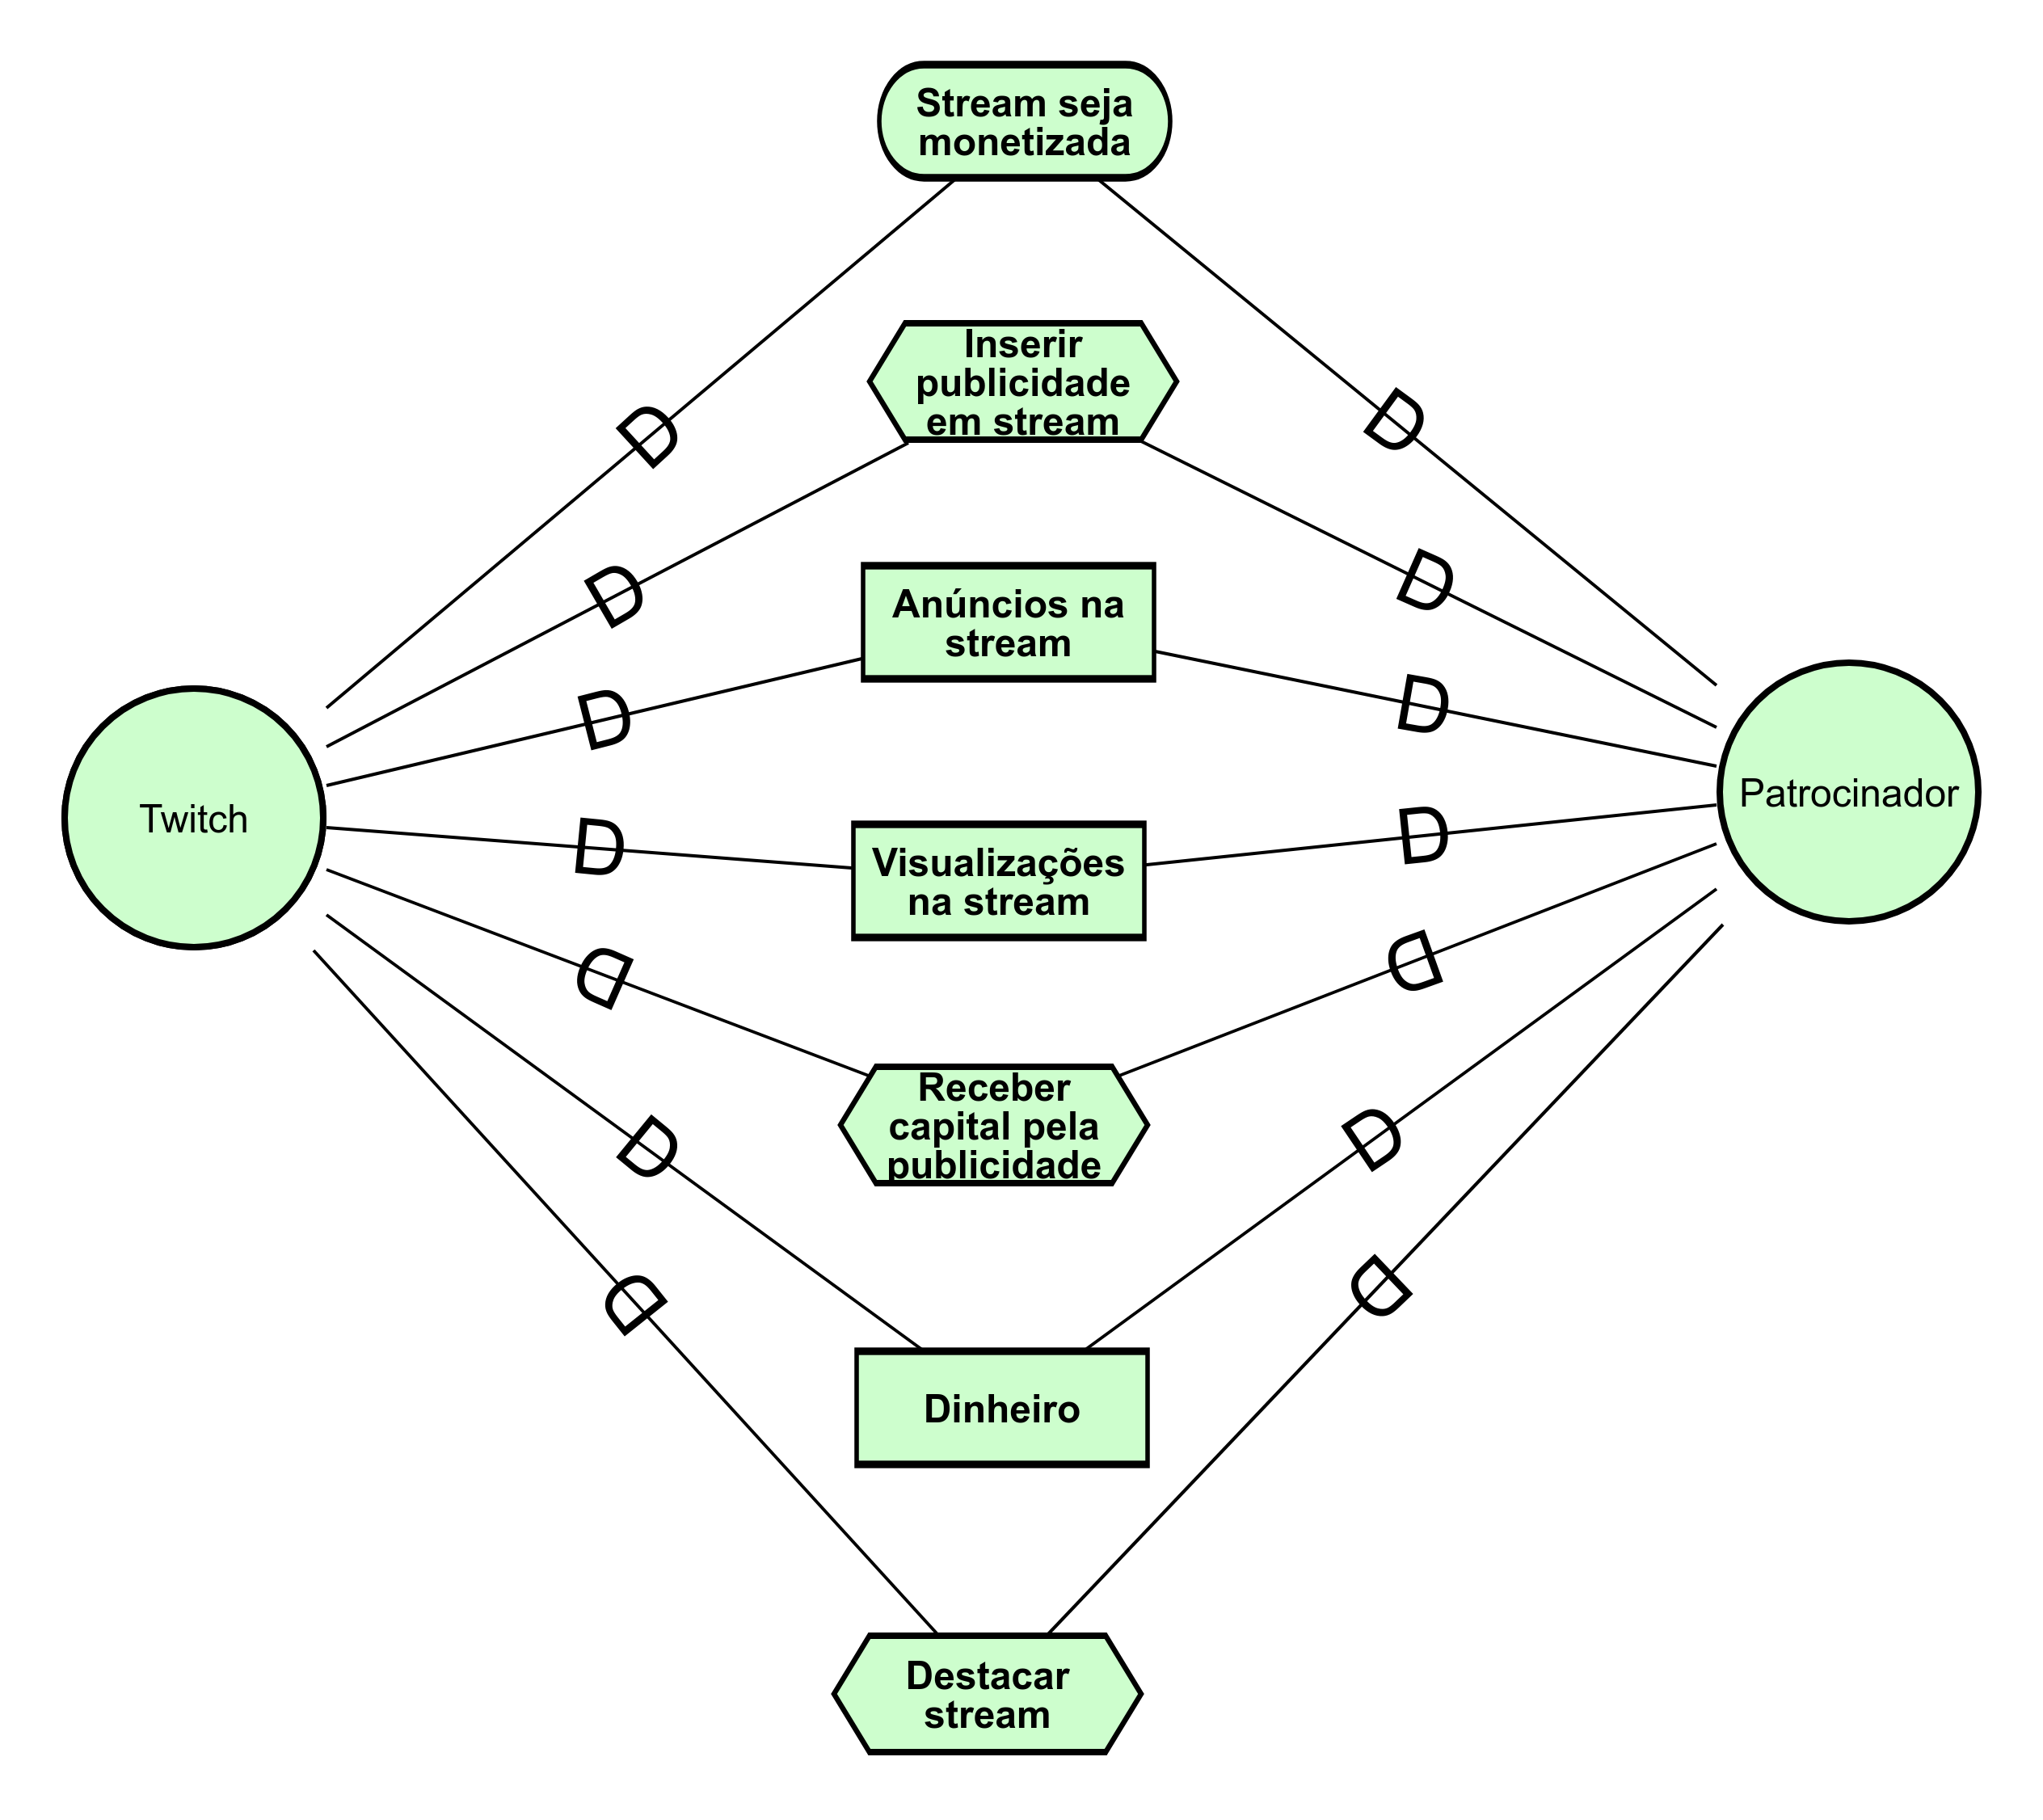 Stream seja
monetizada
Inserir
publicidade
em stream
D
D
D
D
Anúncios na
stream
D
D
Twitch
Patrocinador
D
D
Visualizações
na stream
D
D
Receber
capital pela
publicidade
D
D
D
D
Dinheiro
Destacar
stream